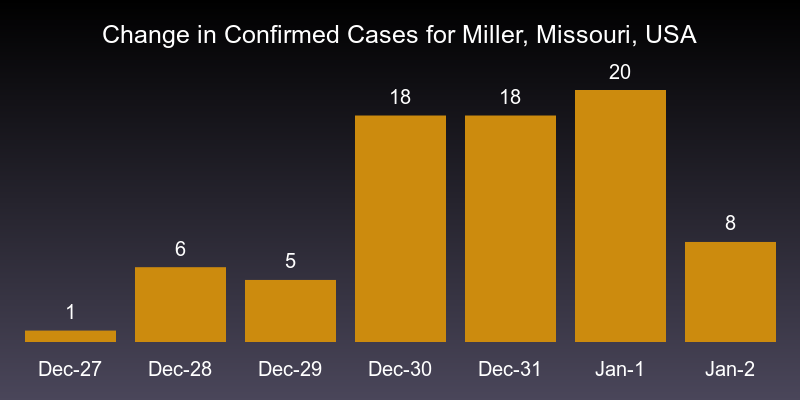 Change in Confirmed Cases for Miller, Missouri, USA
1
6
5
18
18
20
8
Dec-27
Dec-28
Dec-29
Dec-30
Dec-31
Jan-1
Jan-2